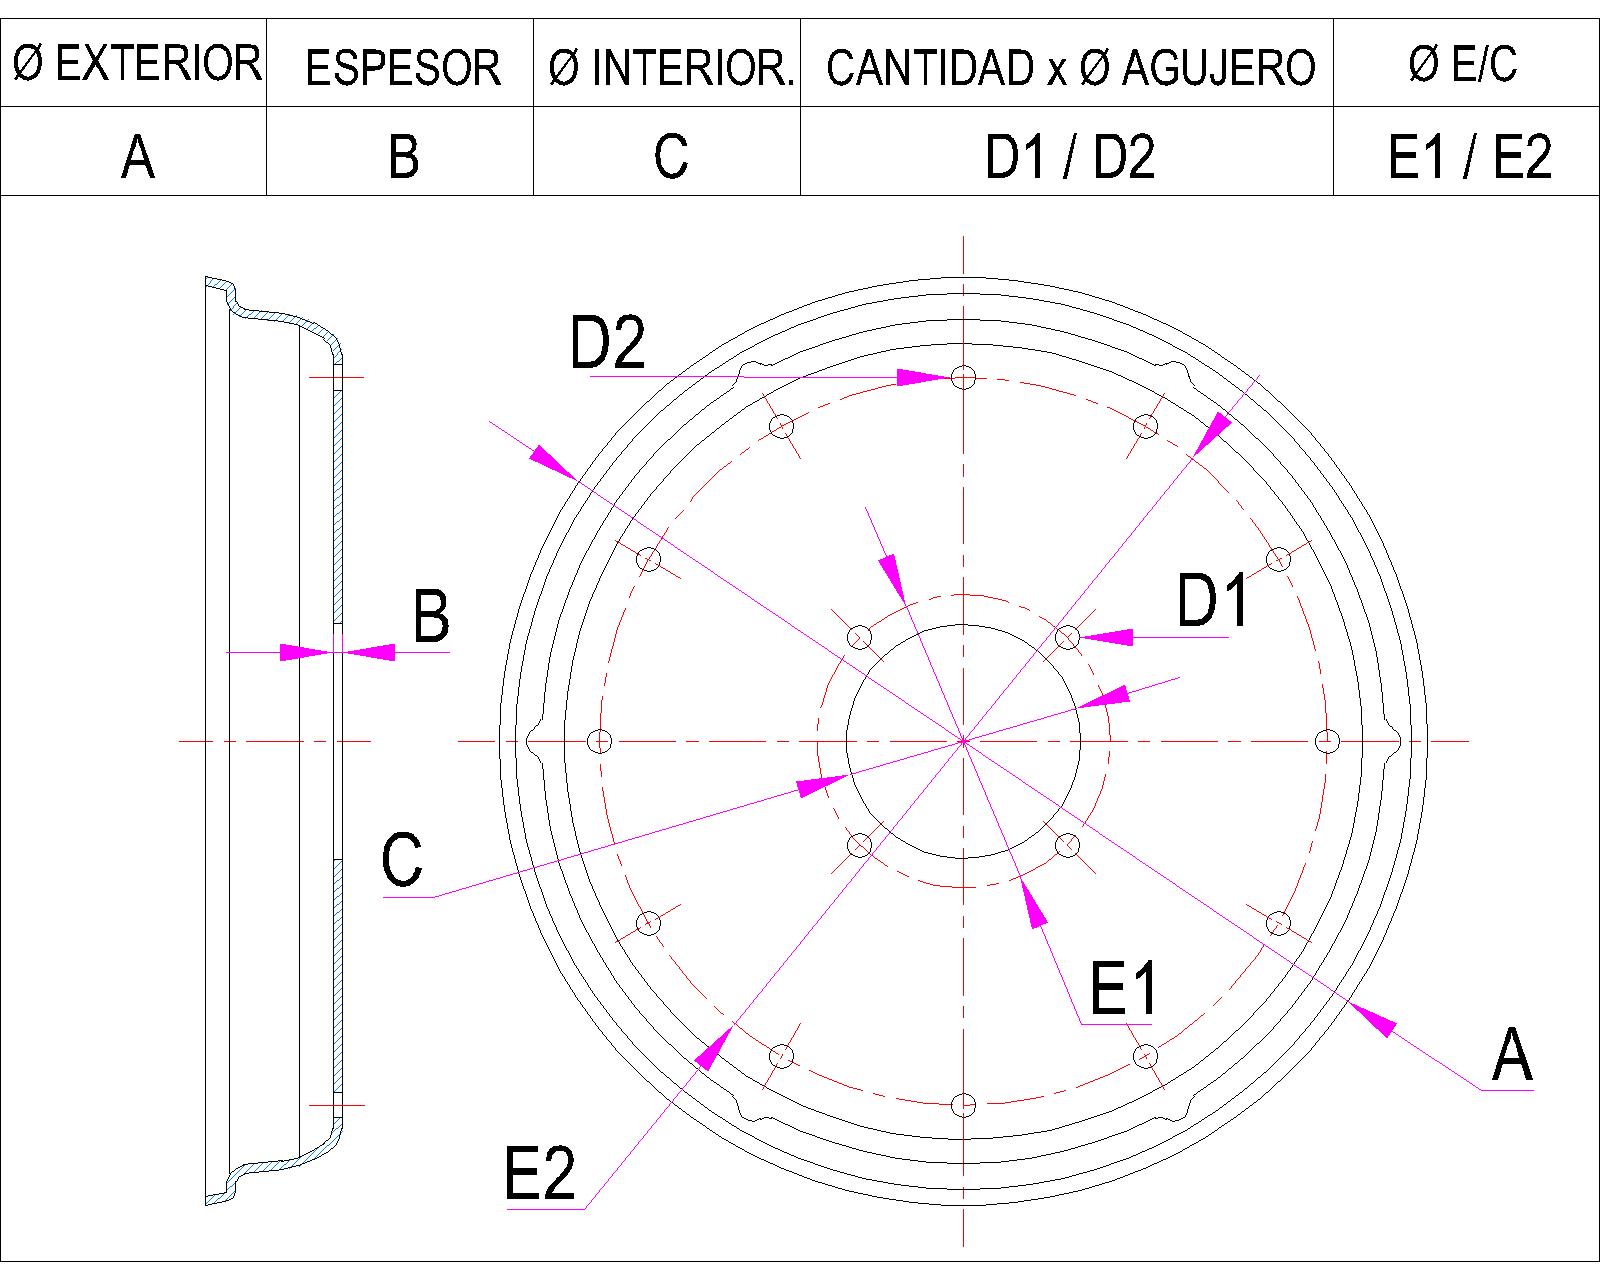 Ø EXTERIOR ESPESOR Ø INTERIOR. CANTIDAD x Ø AGUJERO Ø E/C
A B C D1 / D2 E1 / E2
D2
D1
B
C
E1
A
E2